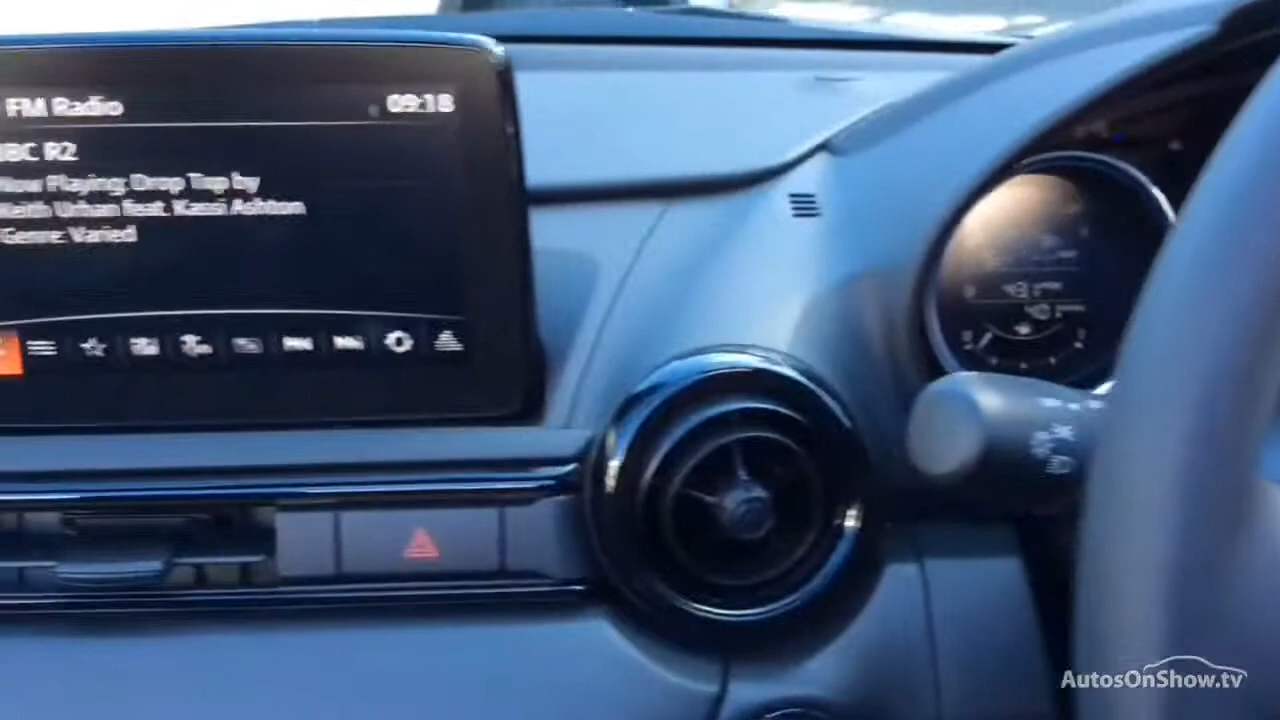 FM Radio
09:18
BBC R2
Now Playing: Drop Top by
Keith Urban feat. Kassi Ashton
Genre: Varied
AutosOnShow.tv